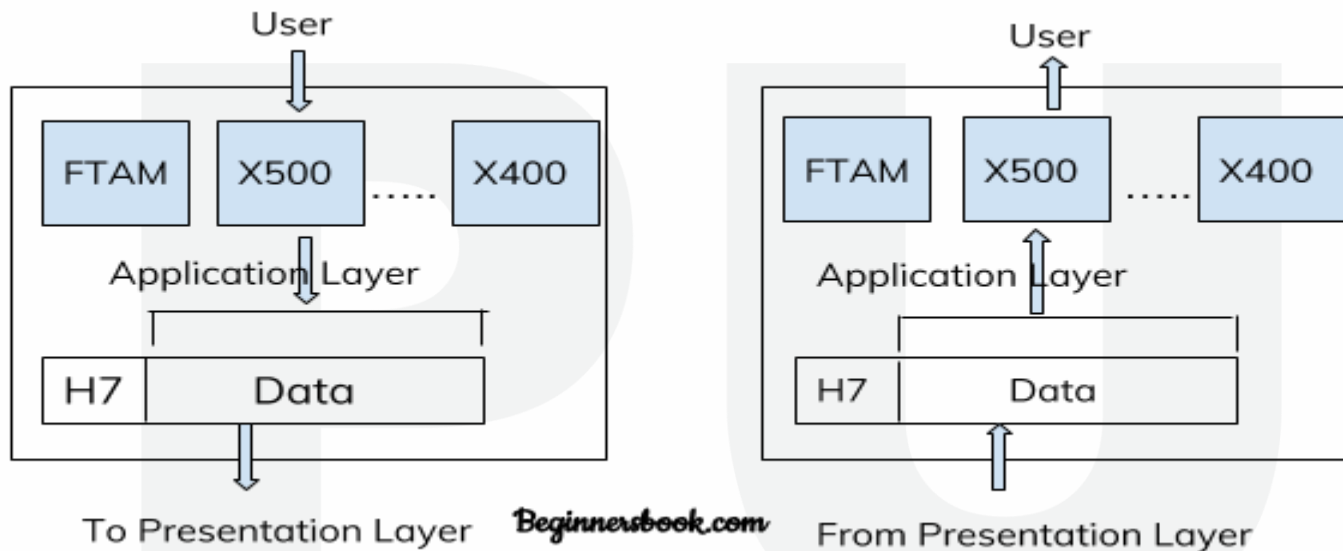 User
FTAM X500 ..... X400
Application Layer
H7 Data
To Presentation Layer
Beginnersbook.com
User
FTAM X500 ..... X400
Application Layer
H7 Data
From Presentation Layer